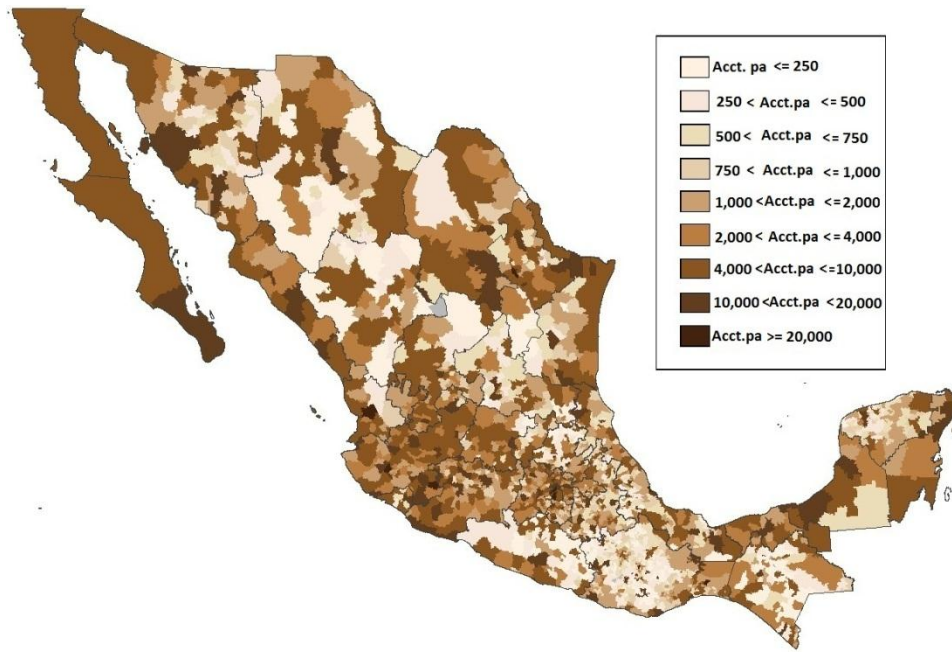 Acct. pa <= 250
250 < Acct.pa <= 500
500 < Acct.pa <= 750
750 < Acct.pa <= 1,000
1,000 <Acct.pa <=2,000
2,000 < Acct.pa <=4,000
4,000 <Acct.pa <=10,000
10,000 <Acct.pa <20,000
Acct.pa >= 20,000